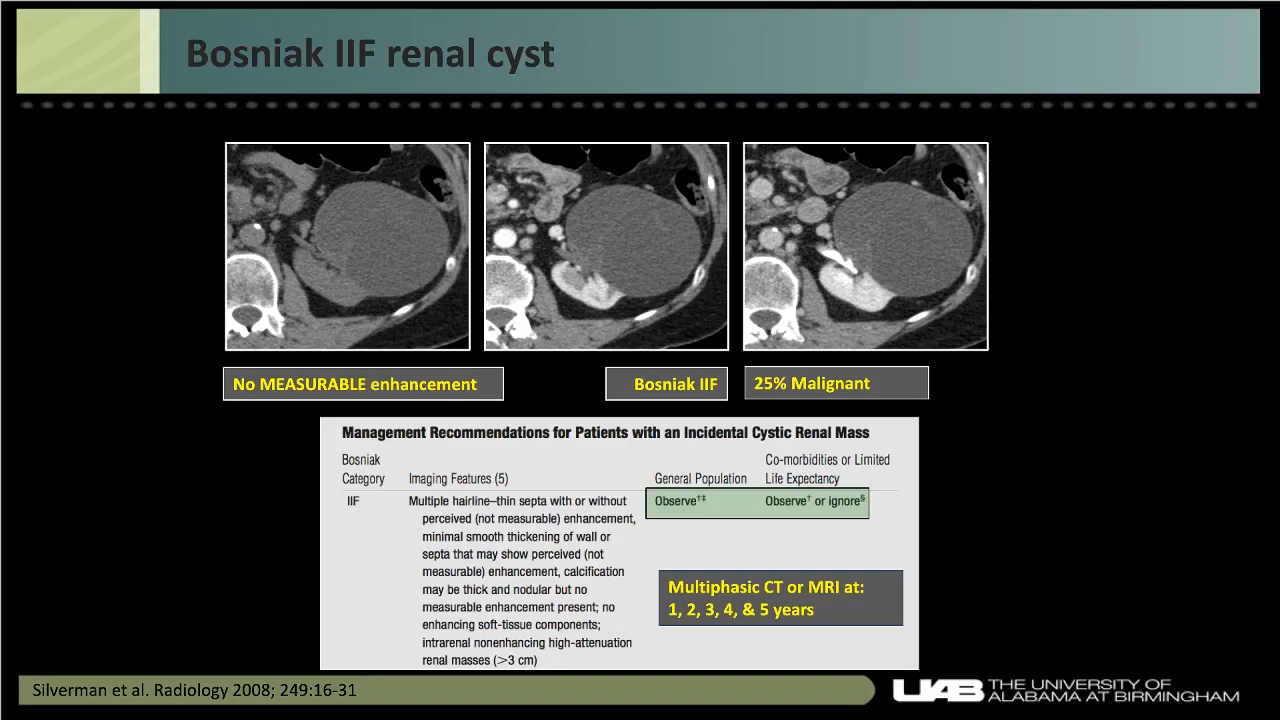 Bosniak IIF renal cyst
No MEASURABLE enhancement
Bosniak IIF
25% Malignant
Management Recommendations for Patients with an Incidental Cystic Renal Mass
Bosniak Category
Imaging Features (5)
General Population
Co-morbidities or Limited
Life Expectancy
IIF
Multiple hairline–thin septa with or without
perceived (not measurable) enhancement,
minimal smooth thickening of wall or
septa that may show perceived (not
measurable) enhancement, calcification
may be thick and nodular but no
measurable enhancement present; no
enhancing soft-tissue components;
intrarenal nonenhancing high-attenuation
renal masses (>3 cm)
Observe†‡
Observe† or ignore§
Multiphasic CT or MRI at:
1, 2, 3, 4, & 5 years
Silverman et al. Radiology 2008; 249:16-31
UAB THE UNIVERSITY OF
ALABAMA AT BIRMINGHAM